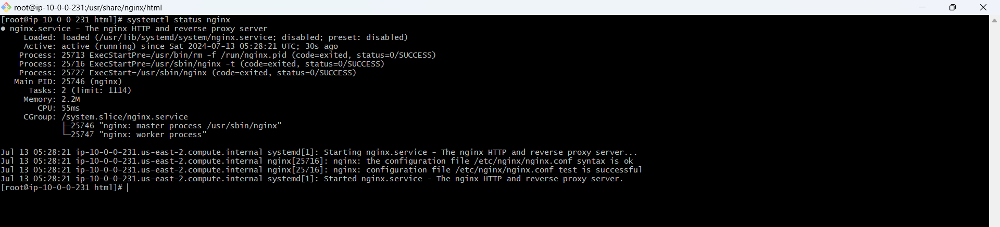 root@ip-10-0-0-231:/usr/share/nginx/html
[root@ip-10-0-0-231 html]# systemctl status nginx
● nginx.service - The nginx HTTP and reverse proxy server
     Loaded: loaded (/usr/lib/systemd/system/nginx.service; disabled; preset: disabled)
     Active: active (running) since Sat 2024-07-13 05:28:21 UTC; 30s ago
    Process: 25713 ExecStartPre=/usr/bin/rm -f /run/nginx.pid (code=exited, status=0/SUCCESS)
    Process: 25716 ExecStartPre=/usr/sbin/nginx -t (code=exited, status=0/SUCCESS)
    Process: 25727 ExecStart=/usr/sbin/nginx (code=exited, status=0/SUCCESS)
   Main PID: 25746 (nginx)
      Tasks: 2 (limit: 1114)
     Memory: 2.2M
        CPU: 55ms
     CGroup: /system.slice/nginx.service
             ├─25746 "nginx: master process /usr/sbin/nginx"
             └─25747 "nginx: worker process"
Jul 13 05:28:21 ip-10-0-0-231.us-east-2.compute.internal systemd[1]: Starting nginx.service - The nginx HTTP and reverse proxy server...
Jul 13 05:28:21 ip-10-0-0-231.us-east-2.compute.internal nginx[25716]: nginx: the configuration file /etc/nginx/nginx.conf syntax is ok
Jul 13 05:28:21 ip-10-0-0-231.us-east-2.compute.internal nginx[25716]: nginx: configuration file /etc/nginx/nginx.conf test is successful
Jul 13 05:28:21 ip-10-0-0-231.us-east-2.compute.internal systemd[1]: Started nginx.service - The nginx HTTP and reverse proxy server.
[root@ip-10-0-0-231 html]#